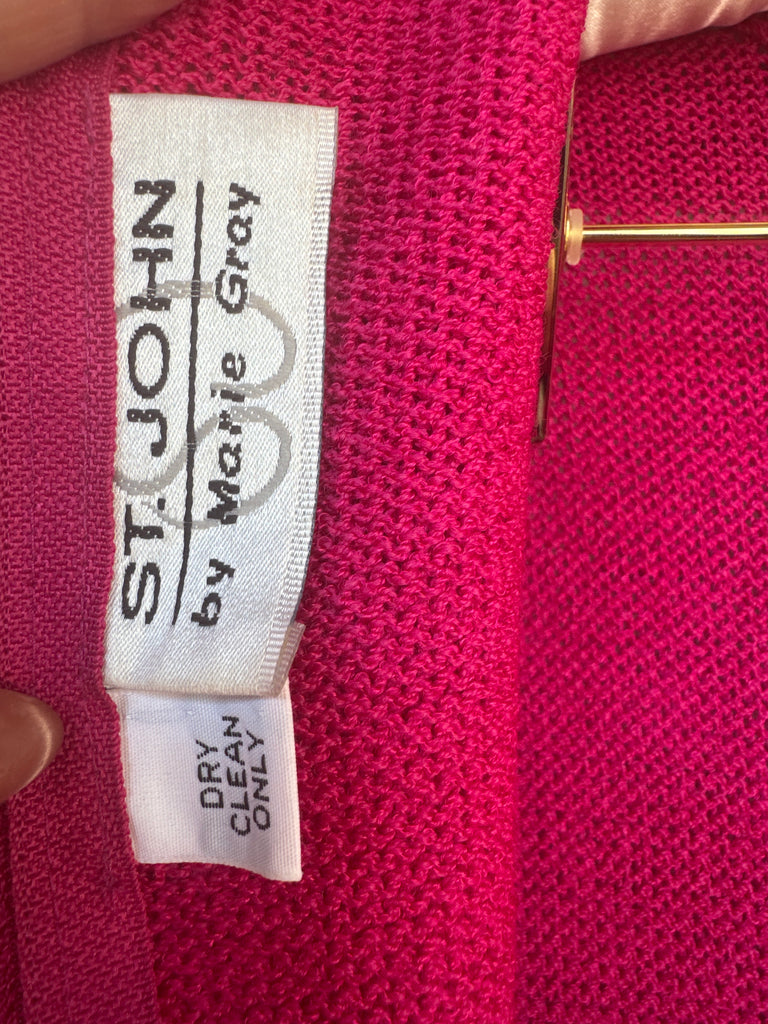 ST. JOHN
by Marie Gray
DRY
CLEAN
ONLY